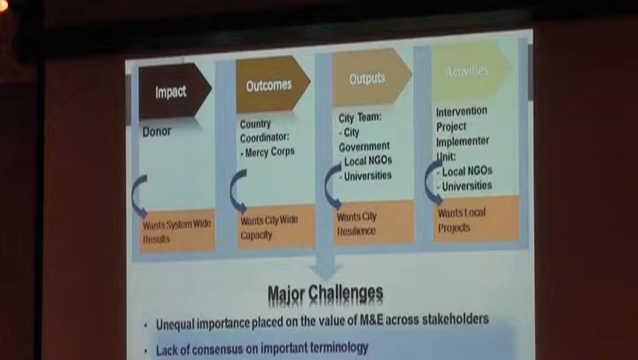 Impact
Donor
Wants System Wide
Results
Outcomes
Country
Coordinator:
• Mercy Corps
Wants City Wide
Capacity
Outputs
City Team:
- City
Government
- Local NGOs
- Universities
Wants City
Resilience
Activities
Intervention
Project
Implementer
Unit:
- Local NGOs
- Universities
Wants Local
Projects
Major Challenges
• Unequal importance placed on the value of M&E across stakeholders
• Lack of consensus on important terminology